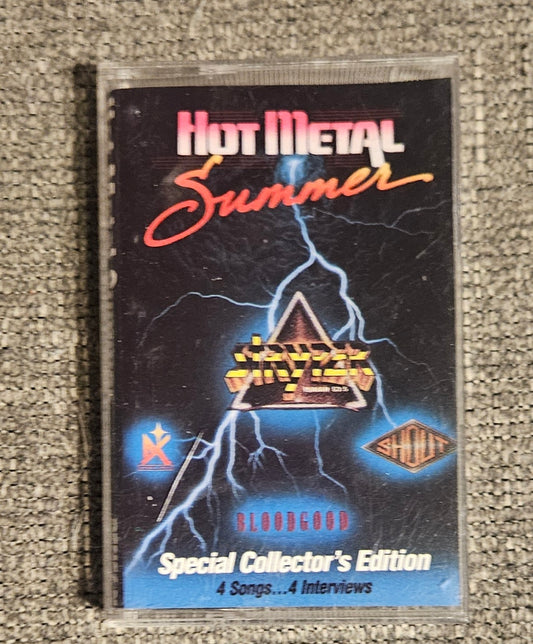 HOT METAL
Summer
STRYPER
SHOUT
BLOODGOOD
Special Collector's Edition
4 Songs...4 Interviews